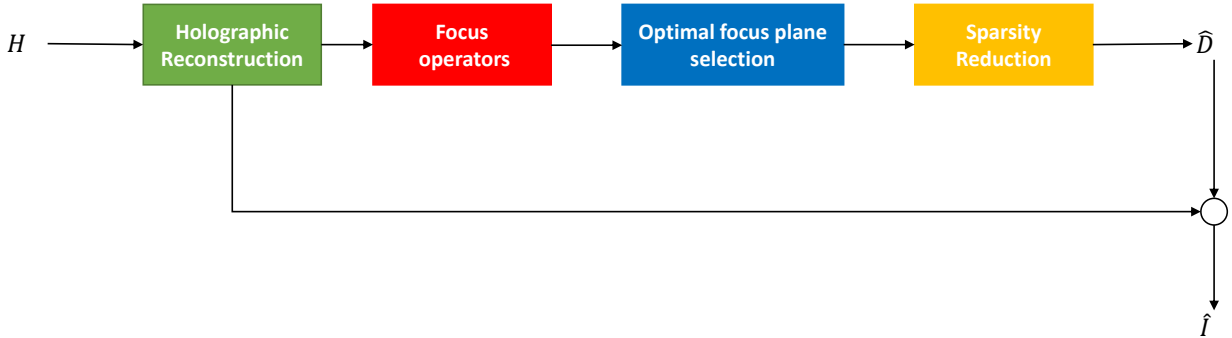 H
Holographic
Reconstruction
Focus
operators
Optimal focus plane
selection
Sparsity
Reduction
D̂
Î